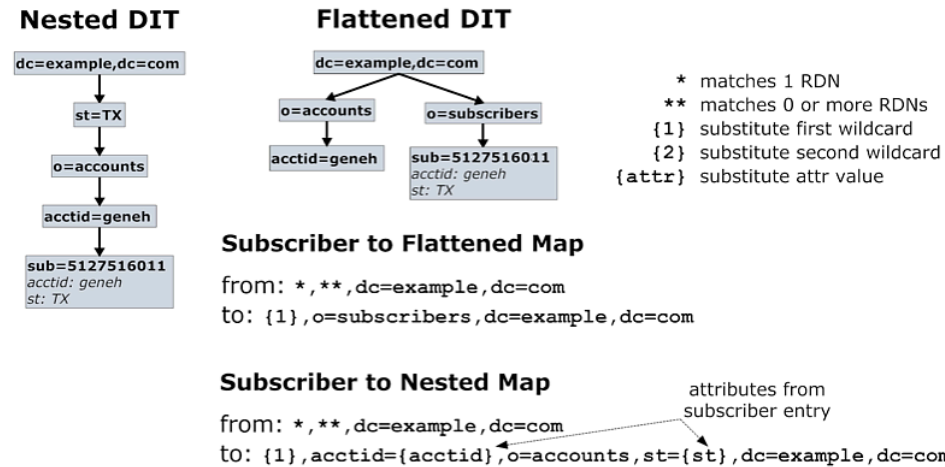 Nested DIT
dc=example,dc=com
st=TX
o=accounts
acctid=geneh
sub=5127516011
acctid: geneh
st: TX
Flattened DIT
dc=example,dc=com
o=accounts
o=subscribers
acctid=geneh
sub=5127516011
acctid: geneh
st: TX
* matches 1 RDN
** matches 0 or more RDNs
{1} substitute first wildcard
{2} substitute second wildcard
{attr} substitute attr value
Subscriber to Flattened Map
from: *,**,dc=example,dc=com
to: {1},o=subscribers,dc=example,dc=com
Subscriber to Nested Map
attributes from
subscriber entry
from: *,**,dc=example,dc=com
to: {1},acctid={acctid},o=accounts,st={st},dc=example,dc=com